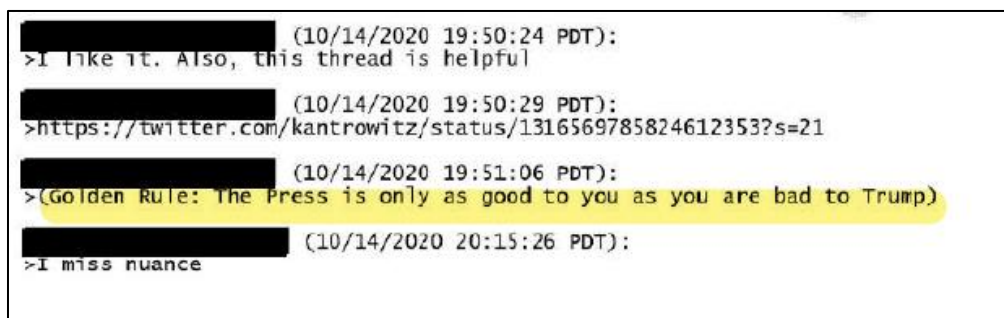 (10/14/2020 19:50:24 PDT):
>I like it. Also, this thread is helpful
(10/14/2020 19:50:29 PDT):
>https://twitter.com/kantrowitz/status/1316569785824612353?s=21
(10/14/2020 19:51:06 PDT):
>(Golden Rule: The Press is only as good to you as you are bad to Trump)
(10/14/2020 20:15:26 PDT):
>I miss nuance